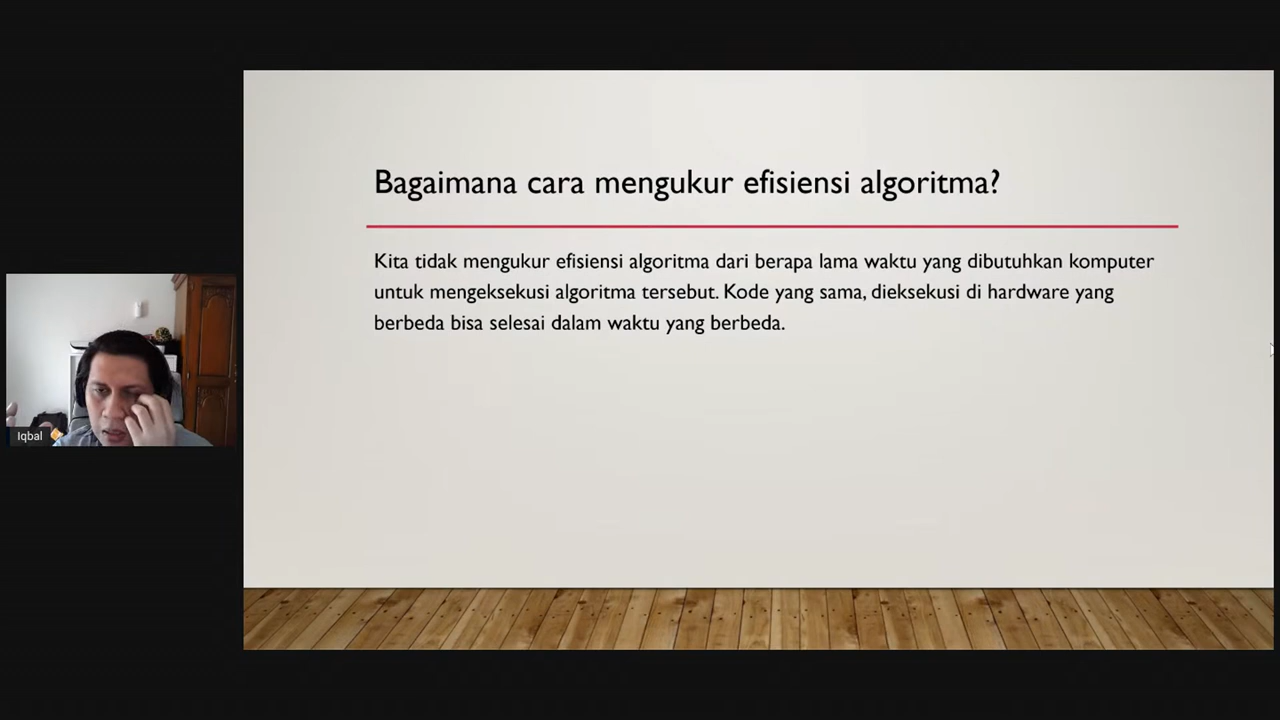 Bagaimana cara mengukur efisiensi algoritma?
Kita tidak mengukur efisiensi algoritma dari berapa lama waktu yang dibutuhkan komputer
untuk mengeksekusi algoritma tersebut. Kode yang sama, dieksekusi di hardware yang
berbeda bisa selesai dalam waktu yang berbeda.
Iqbal